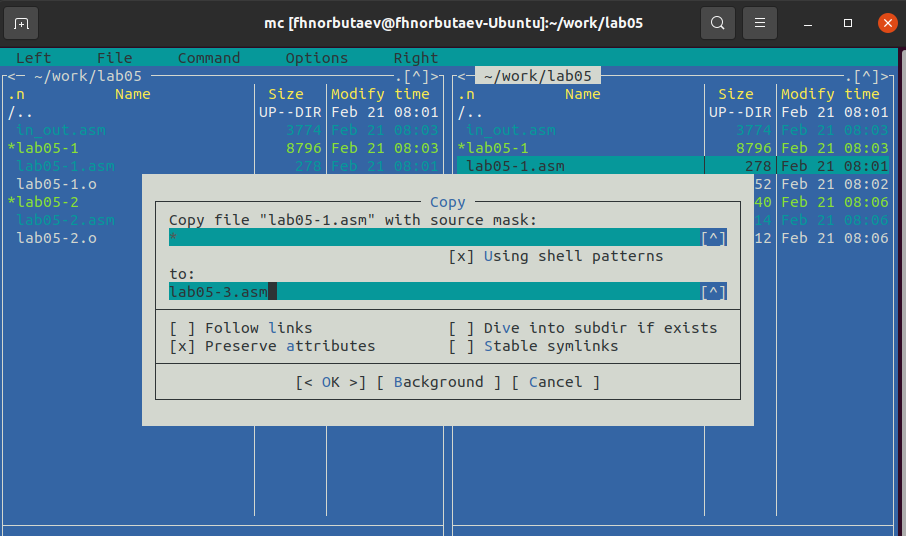 mc [fhnorbutaev@fhnorbutaev-Ubuntu]:~/work/lab05
Left File Command Options Right
<─ ~/work/lab05 .[^]>
.n Name Size Modify time
/.. UP--DIR Feb 21 08:01
in_out.asm 3774 Feb 21 08:03
*lab05-1 8796 Feb 21 08:03
lab05-1.asm 278 Feb 21 08:01
lab05-1.o
*lab05-2
lab05-2.asm
lab05-2.o
<─ ~/work/lab05 .[^]>
.n Name Size Modify time
/.. UP--DIR Feb 21 08:01
in_out.asm 3774 Feb 21 08:03
*lab05-1 8796 Feb 21 08:03
lab05-1.asm 278 Feb 21 08:01
52 Feb 21 08:02
40 Feb 21 08:06
14 Feb 21 08:06
12 Feb 21 08:06
Copy
Copy file "lab05-1.asm" with source mask:
* [^]
[x] Using shell patterns
to:
lab05-3.asm [^]
[ ] Follow links [ ] Dive into subdir if exists
[x] Preserve attributes [ ] Stable symlinks
[< OK >] [ Background ] [ Cancel ]